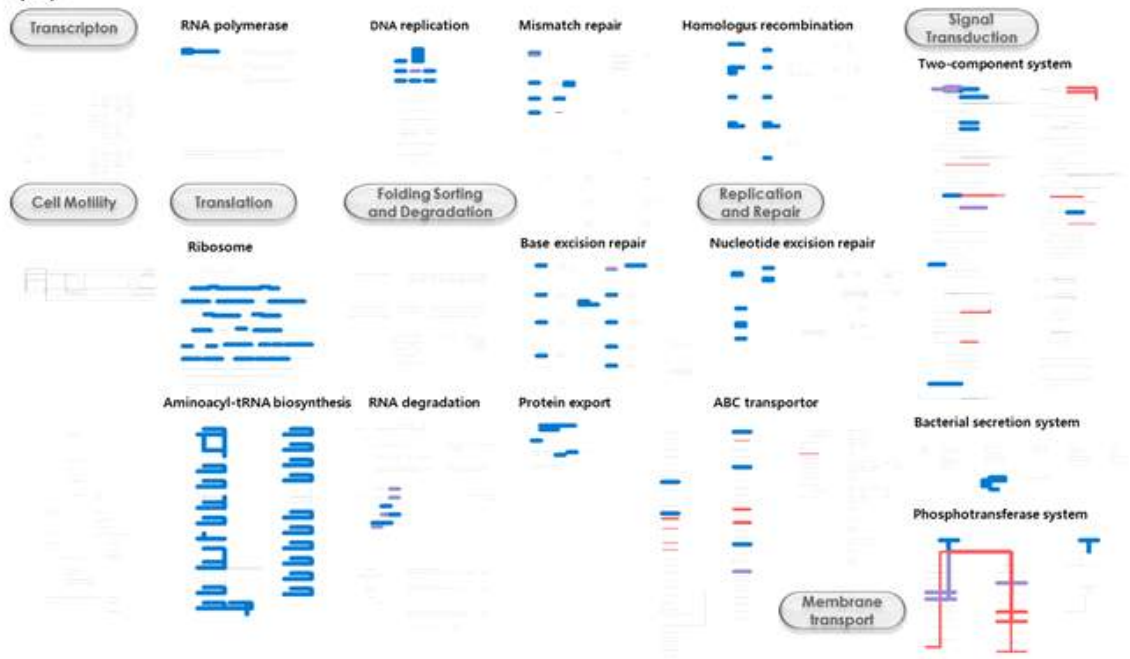 Transcripton
RNA polymerase
DNA replication
Mismatch repair
Homologus recombination
Signal
Transduction
Two-component system
Cell Motility
Translation
Folding Sorting
and Degradation
Replication
and Repair
Ribosome
Base excision repair
Nucleotide excision repair
Aminoacyl-tRNA biosynthesis
RNA degradation
Protein export
ABC transportor
Bacterial secretion system
Phosphotransferase system
Membrane
transport